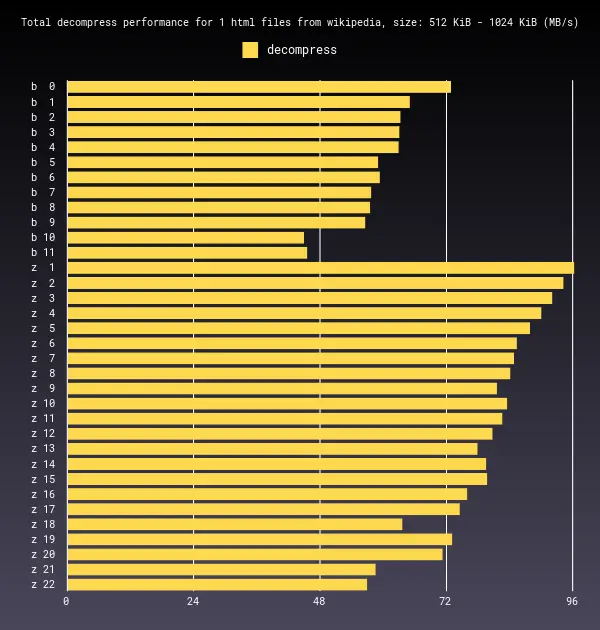 Total decompress performance for 1 html files from wikipedia, size: 512 KiB - 1024 KiB (MB/s)
decompress
b 0
b 1
b 2
b 3
b 4
b 5
b 6
b 7
b 8
b 9
b 10
b 11
z 1
z 2
z 3
z 4
z 5
z 6
z 7
z 8
z 9
z 10
z 11
z 12
z 13
z 14
z 15
z 16
z 17
z 18
z 19
z 20
z 21
z 22
0 24 48 72 96